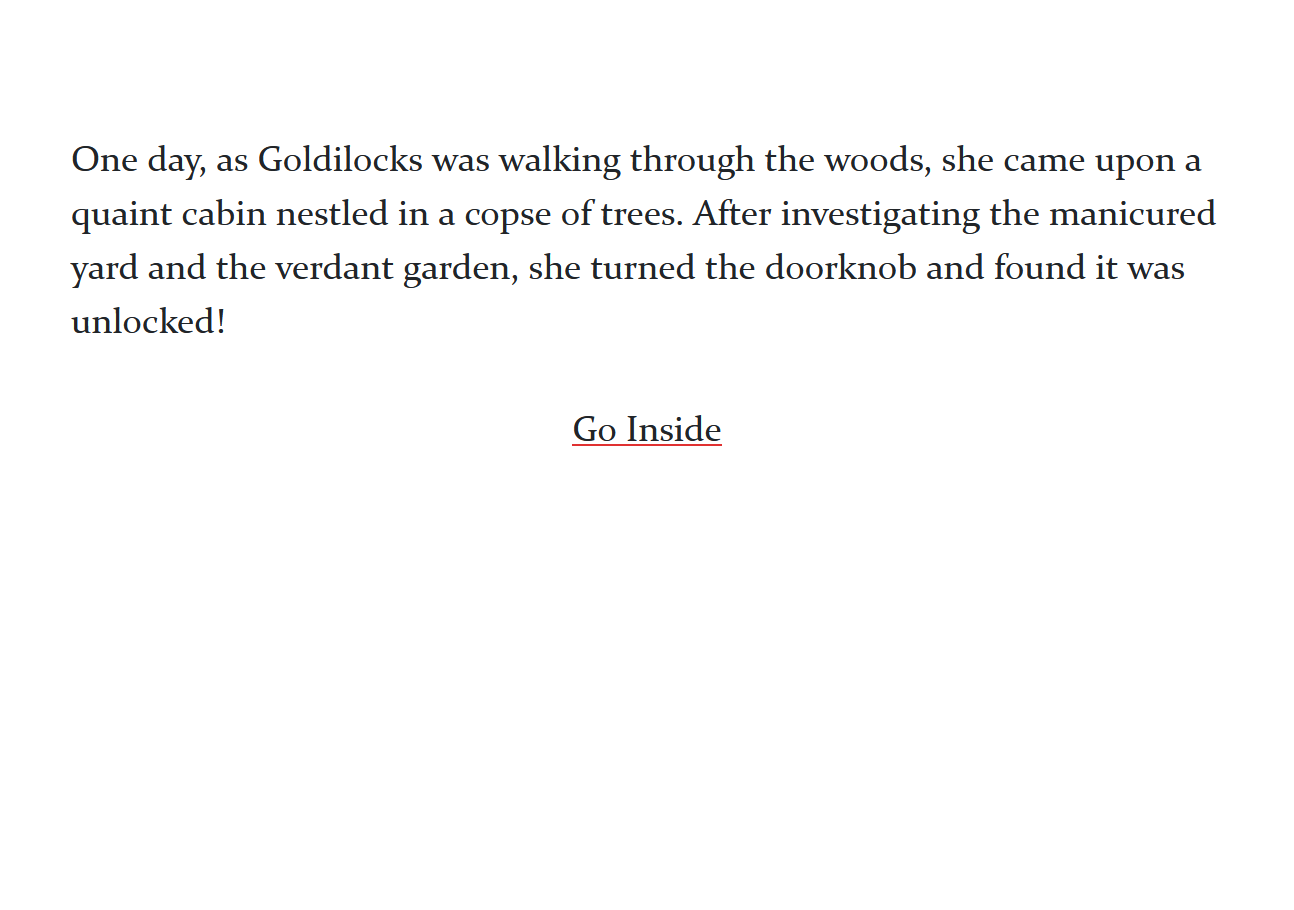 One day, as Goldilocks was walking through the woods, she came upon a
quaint cabin nestled in a copse of trees. After investigating the manicured
yard and the verdant garden, she turned the doorknob and found it was
unlocked!
Go Inside